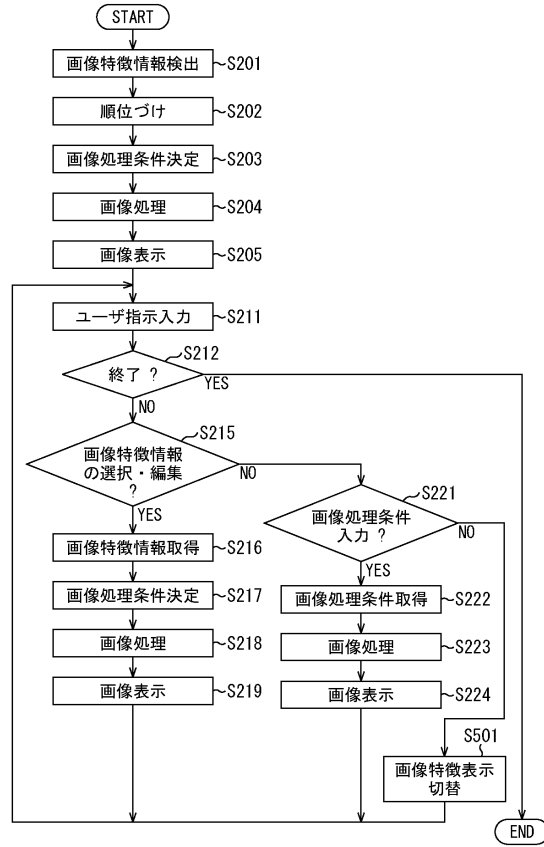 START
画像特徴情報検出
S201
順位づけ
S202
画像処理条件決定
S203
画像処理
S204
画像表示
S205
ユーザ指示入力
S211
終了 ?
S212
YES
NO
画像特徴情報
の選択・編集
?
S215
NO
YES
画像処理条件
入力 ?
S221
NO
YES
画像特徴情報取得
S216
画像処理条件決定
S217
画像処理
S218
画像表示
S219
画像処理条件取得
S222
画像処理
S223
画像表示
S224
S501
画像特徴表示
切替
END